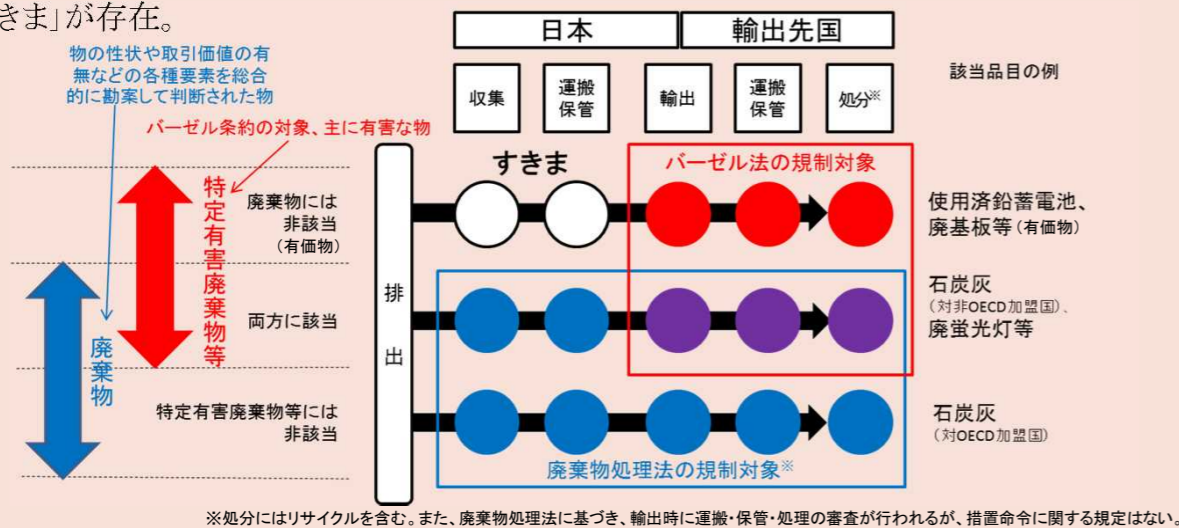 きま」が存在。
物の性状や取引価値の有
無などの各種要素を総合
的に勘案して判断された物
バーゼル条約の対象、主に有害な物
日本
輸出先国
収集
運搬
保管
輸出
運搬
保管
処分※
該当品目の例
すきま
バーゼル法の規制対象
特定有害廃棄物等
廃棄物
廃棄物には
非該当
(有価物)
両方に該当
特定有害廃棄物等には
非該当
排出
使用済鉛蓄電池、
廃基板等(有価物)
石炭灰
(対非OECD加盟国)、
廃蛍光灯等
石炭灰
(対OECD加盟国)
廃棄物処理法の規制対象※
※処分にはリサイクルを含む。また、廃棄物処理法に基づき、輸出時に運搬・保管・処理の審査が行われるが、措置命令に関する規定はない。